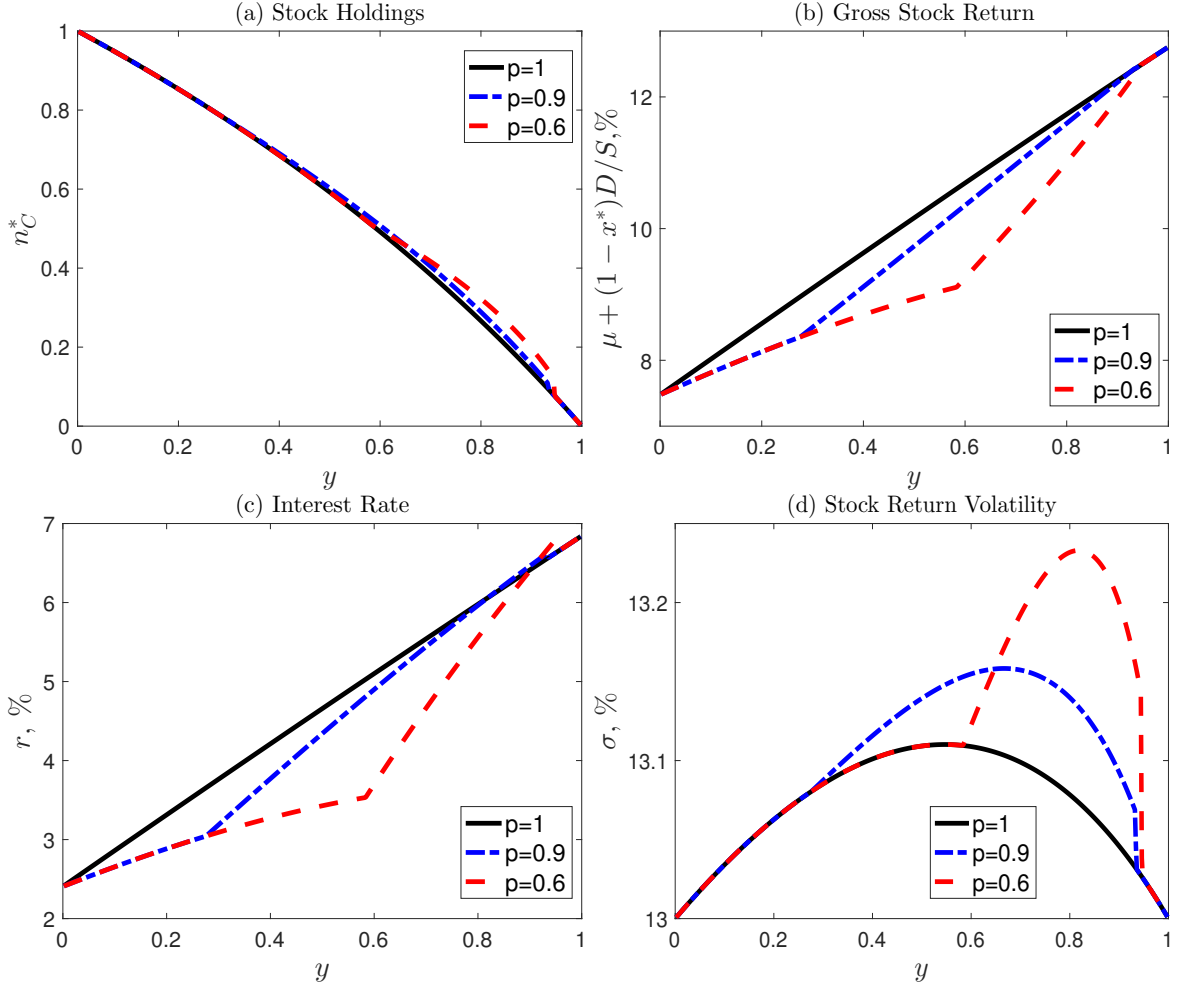 (a) Stock Holdings
1
0.8
0.6
0.4
0.2
0
n*_C
p=1
p=0.9
p=0.6
0
0.2
0.4
0.6
0.8
1
y
(b) Gross Stock Return
12
10
8
μ + (1 − x*)D/S,%
p=1
p=0.9
p=0.6
0
0.2
0.4
0.6
0.8
1
y
(c) Interest Rate
7
6
5
4
3
2
r, %
p=1
p=0.9
p=0.6
0
0.2
0.4
0.6
0.8
1
y
(d) Stock Return Volatility
13.2
13.1
13
σ, %
p=1
p=0.9
p=0.6
0
0.2
0.4
0.6
0.8
1
y